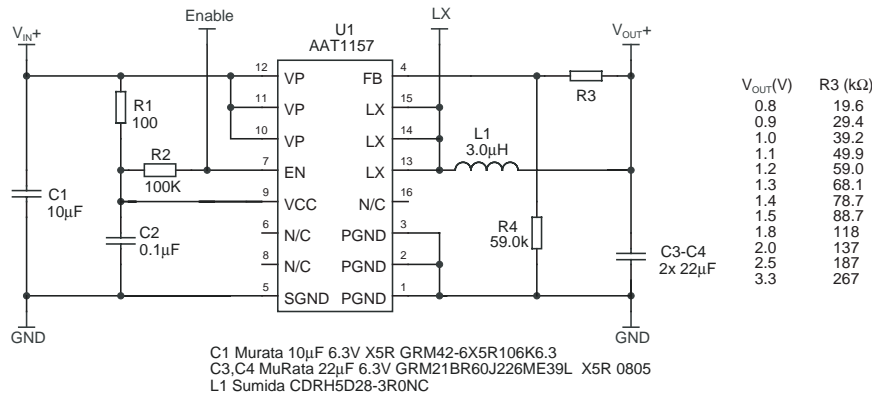 Enable
LX
V_IN+
U1
AAT1157
V_OUT+
12 VP FB 4
R1
100
R3
11 VP LX 15
10 VP LX 14
L1
3.0μH
R2
100K
7 EN LX 13
C1
10μF
9 VCC N/C 16
C2
0.1μF
6 N/C PGND 3
R4
59.0k
8 N/C PGND 2
C3-C4
2x 22μF
5 SGND PGND 1
GND
GND
V_OUT(V) R3 (kΩ)
0.8 19.6
0.9 29.4
1.0 39.2
1.1 49.9
1.2 59.0
1.3 68.1
1.4 78.7
1.5 88.7
1.8 118
2.0 137
2.5 187
3.3 267
C1 Murata 10μF 6.3V X5R GRM42-6X5R106K6.3
C3,C4 MuRata 22μF 6.3V GRM21BR60J226ME39L X5R 0805
L1 Sumida CDRH5D28-3R0NC